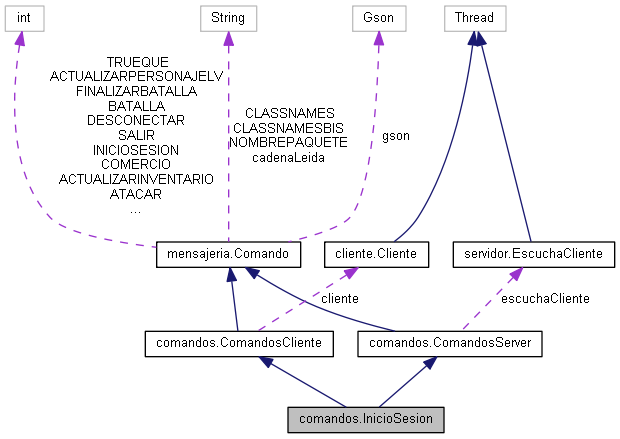 int
String
Gson
Thread
TRUEQUE
ACTUALIZARPERSONAJELV
FINALIZARBATALLA
BATALLA
DESCONECTAR
SALIR
INICIOSESION
COMERCIO
ACTUALIZARINVENTARIO
ATACAR
...
CLASSNAMES
CLASSNAMESBIS
NOMBREPAQUETE
cadenaLeida
gson
mensajeria.Comando
cliente.Cliente
servidor.EscuchaCliente
cliente
escuchaCliente
comandos.ComandosCliente
comandos.ComandosServer
comandos.InicioSesion